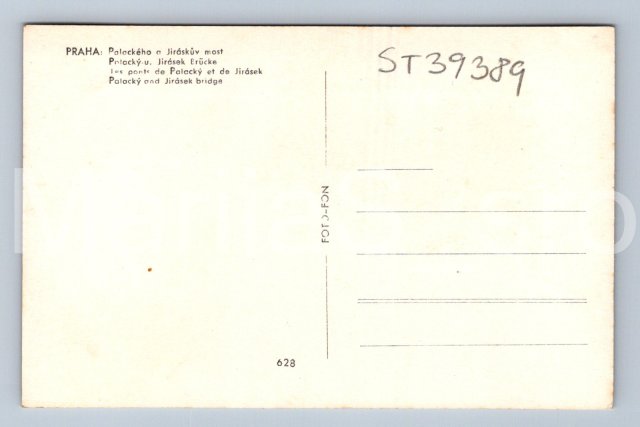 PRAHA: Palackého a Jiráskův most
Palacký-u. Jirásek Brücke
Les ponts de Palacký et de Jirásek
Palacký and Jirásek bridge
ST39389
FOTO-FON
628